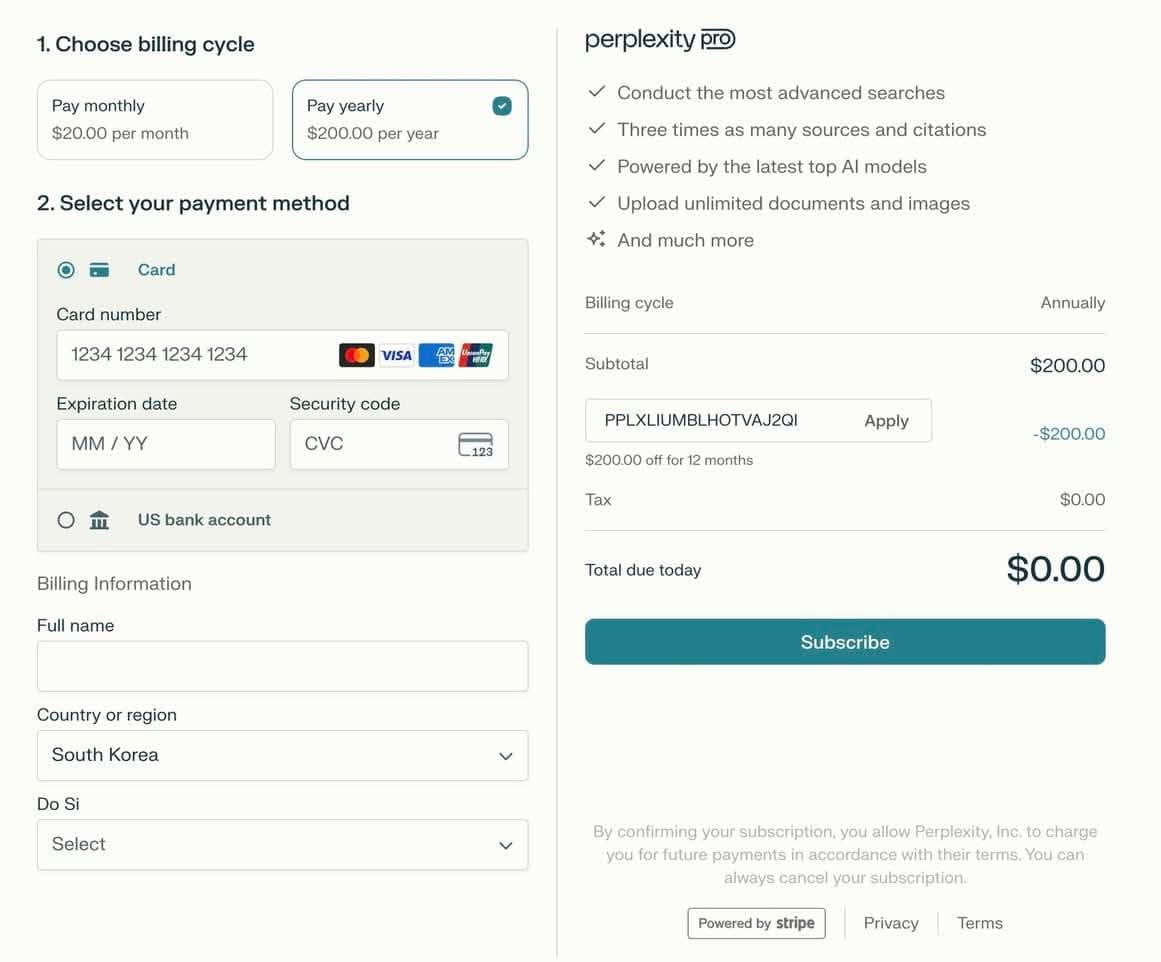 1. Choose billing cycle
Pay monthly
$20.00 per month
Pay yearly
$200.00 per year
2. Select your payment method
Card
Card number
1234 1234 1234 1234
VISA
AM
EX
UnionPay
银联
Expiration date
Security code
MM / YY
CVC
123
US bank account
Billing Information
Full name
Country or region
South Korea
Do Si
Select
perplexity pro
Conduct the most advanced searches
Three times as many sources and citations
Powered by the latest top AI models
Upload unlimited documents and images
And much more
Billing cycle Annually
Subtotal $200.00
PPLXLIUMBLHOTVAJ2QI Apply -$200.00
$200.00 off for 12 months
Tax $0.00
Total due today $0.00
Subscribe
By confirming your subscription, you allow Perplexity, Inc. to charge
you for future payments in accordance with their terms. You can
always cancel your subscription.
Powered by stripe Privacy Terms